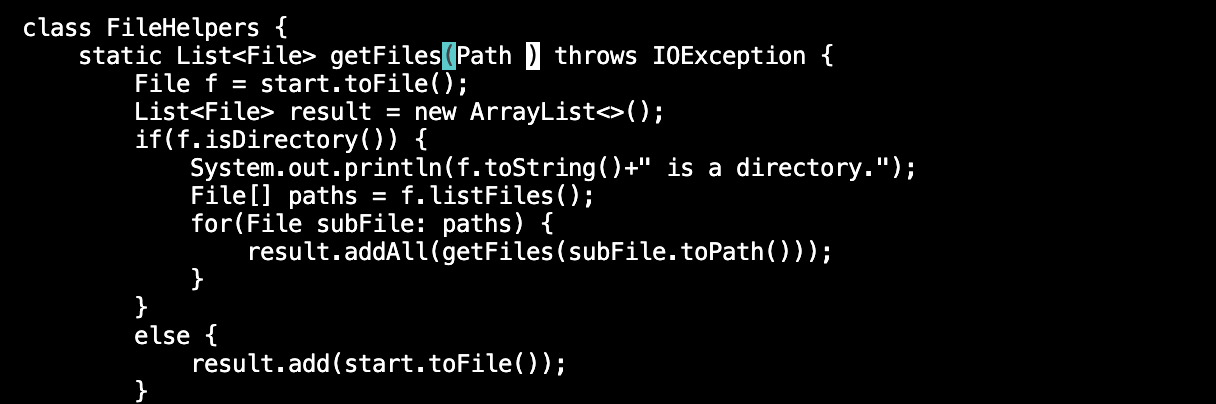 class FileHelpers {
    static List<File> getFiles(Path ) throws IOException {
        File f = start.toFile();
        List<File> result = new ArrayList<>();
        if(f.isDirectory()) {
            System.out.println(f.toString()+" is a directory.");
            File[] paths = f.listFiles();
            for(File subFile: paths) {
                result.addAll(getFiles(subFile.toPath()));
            }
        }
        else {
            result.add(start.toFile());
        }